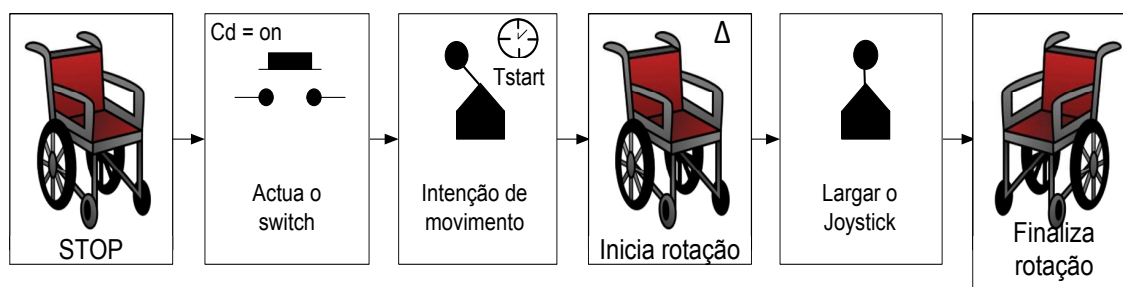 STOP
Cd = on
Actua o
switch
Tstart
Intenção de
movimento
Δ
Inicia rotação
Largar o
Joystick
Finaliza
rotação